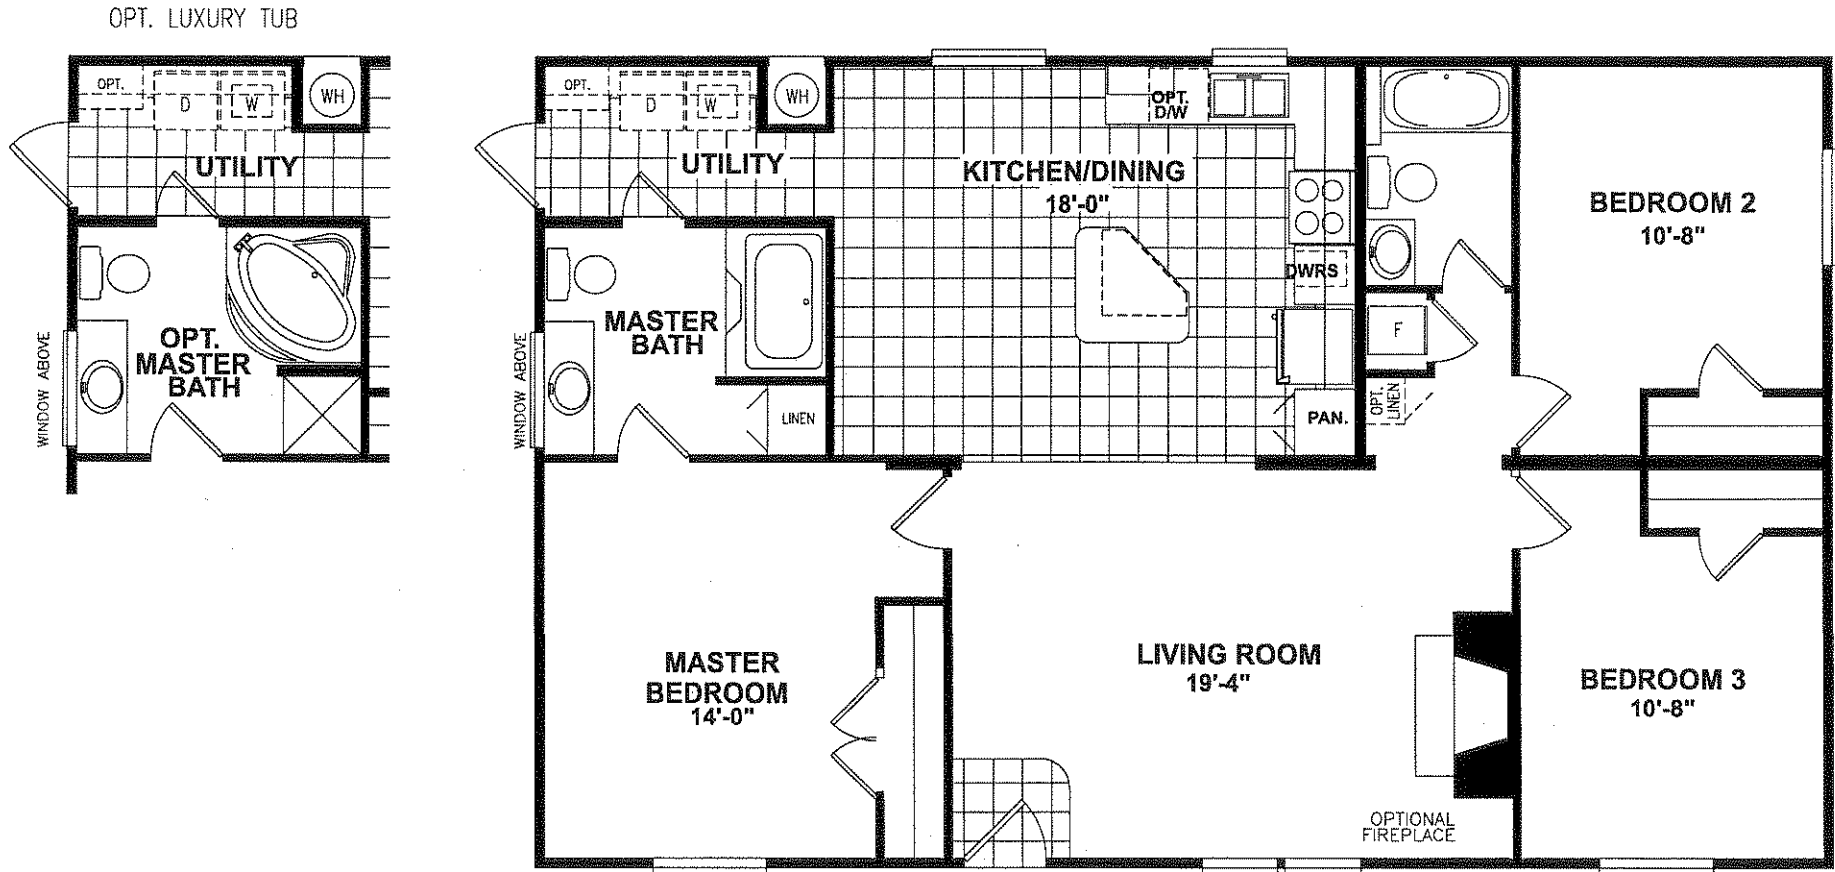 OPT. LUXURY TUB
OPT.
D
W
WH
UTILITY
OPT.
MASTER
BATH
WINDOW ABOVE
OPT.
D
W
WH
UTILITY
MASTER
BATH
WINDOW ABOVE
LINEN
KITCHEN/DINING
18'-0"
OPT.
D/W
DWRS
PAN.
F
OPT.
LINEN
BEDROOM 2
10'-8"
MASTER
BEDROOM
14'-0"
LIVING ROOM
19'-4"
OPTIONAL
FIREPLACE
BEDROOM 3
10'-8"